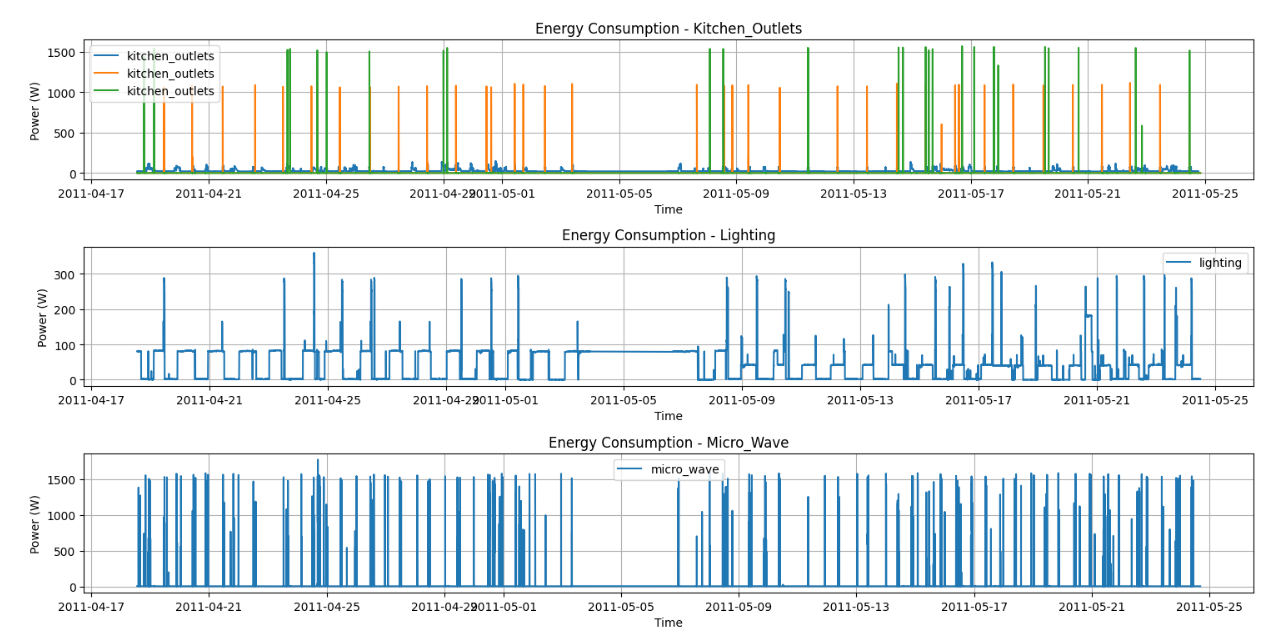 Energy Consumption - Kitchen_Outlets
1500
1000
500
0
Power (W)
kitchen_outlets
kitchen_outlets
kitchen_outlets
2011-04-17 2011-04-21 2011-04-25 2011-04-29 2011-05-01 2011-05-05 2011-05-09 2011-05-13 2011-05-17 2011-05-21 2011-05-25
Time
Energy Consumption - Lighting
300
200
100
0
Power (W)
lighting
2011-04-17 2011-04-21 2011-04-25 2011-04-29 2011-05-01 2011-05-05 2011-05-09 2011-05-13 2011-05-17 2011-05-21 2011-05-25
Time
Energy Consumption - Micro_Wave
1500
1000
500
0
Power (W)
micro_wave
2011-04-17 2011-04-21 2011-04-25 2011-04-29 2011-05-01 2011-05-05 2011-05-09 2011-05-13 2011-05-17 2011-05-21 2011-05-25
Time